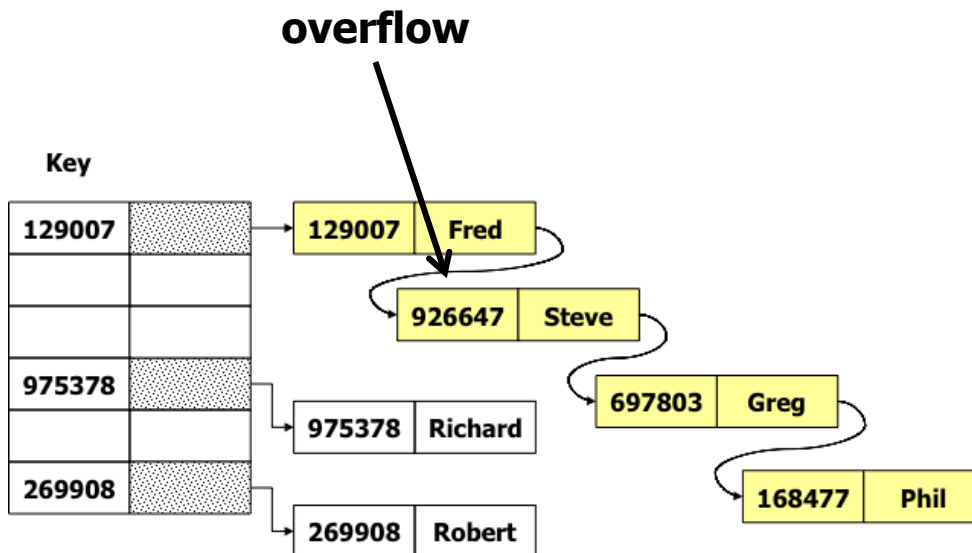 overflow
Key
129007 129007 Fred
926647 Steve
975378 697803 Greg
975378 Richard
269908 168477 Phil
269908 Robert